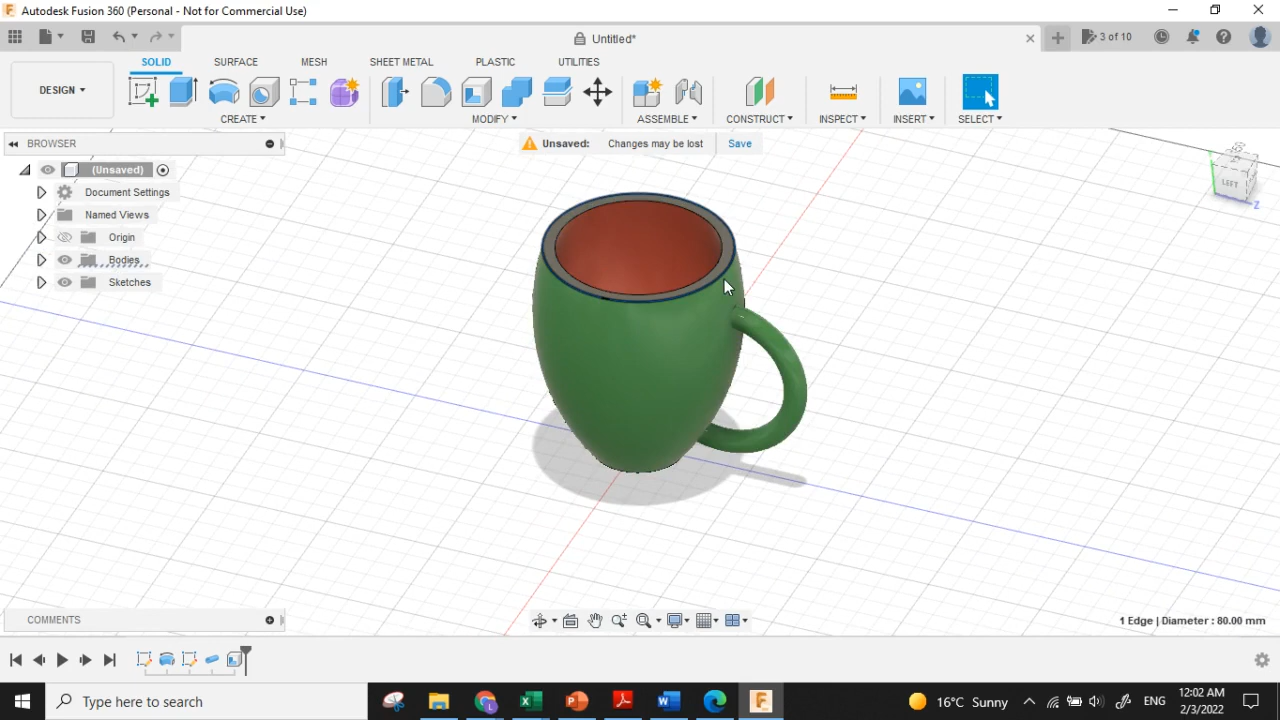 Autodesk Fusion 360 (Personal - Not for Commercial Use)
Untitled*
3 of 10
SOLID SURFACE MESH SHEET METAL PLASTIC UTILITIES
DESIGN
CREATE MODIFY ASSEMBLE CONSTRUCT INSPECT INSERT SELECT
BROWSER
Unsaved: Changes may be lost Save
(Unsaved)
Document Settings
Named Views
Origin
Bodies
Sketches
LEFT
Z
COMMENTS
1 Edge | Diameter : 80.00 mm
Type here to search
16°C Sunny
ENG
12:02 AM
2/3/2022